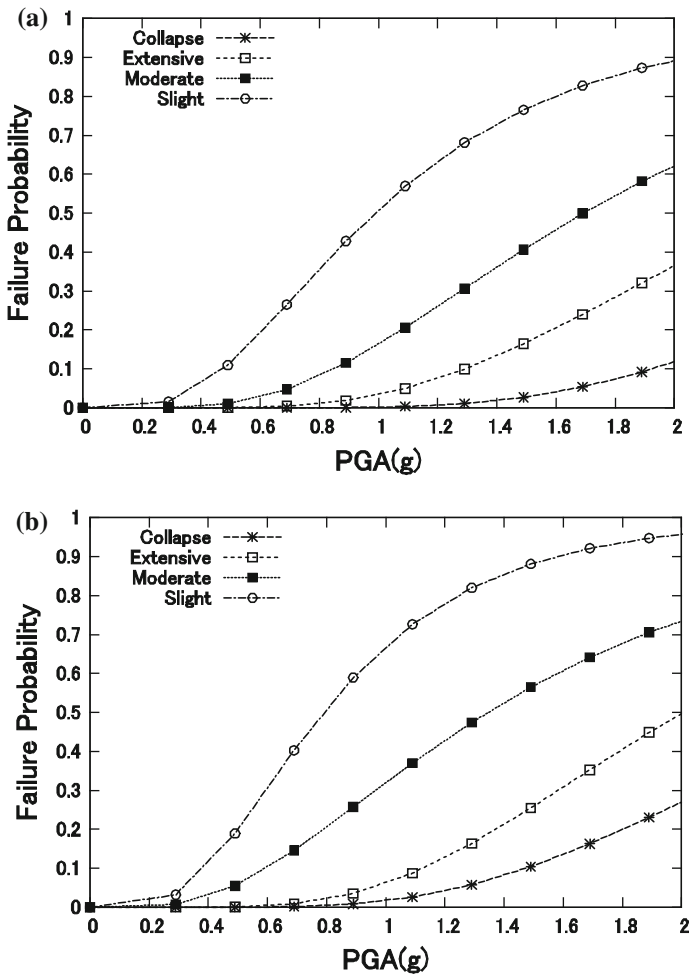 (a)
Collapse
Extensive
Moderate
Slight
1
0.9
0.8
0.7
0.6
0.5
0.4
0.3
0.2
0.1
0
Failure Probability
0 0.2 0.4 0.6 0.8 1 1.2 1.4 1.6 1.8 2
PGA(g)
(b)
Collapse
Extensive
Moderate
Slight
1
0.9
0.8
0.7
0.6
0.5
0.4
0.3
0.2
0.1
0
Failure Probability
0 0.2 0.4 0.6 0.8 1 1.2 1.4 1.6 1.8 2
PGA(g)